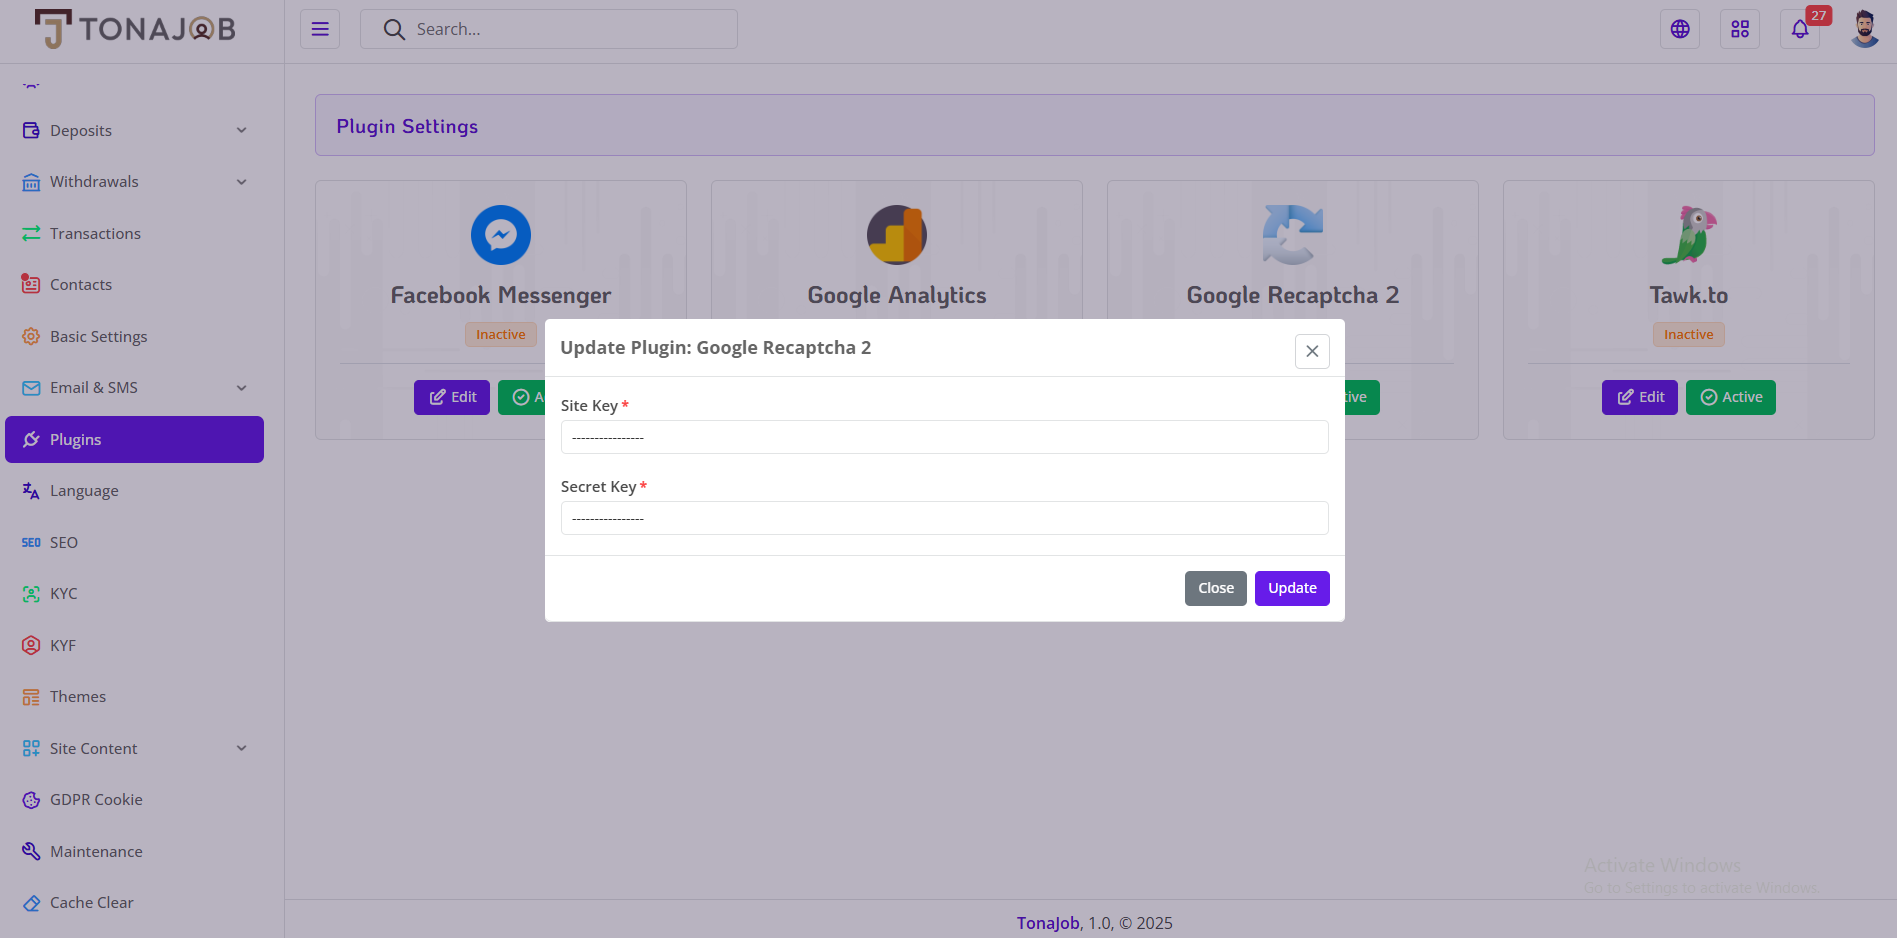 TONAJOB
Search...
27
Deposits
Withdrawals
Transactions
Contacts
Basic Settings
Email & SMS
Plugins
Language
SEO SEO
KYC
KYF
Themes
Site Content
GDPR Cookie
Maintenance
Cache Clear
Plugin Settings
Facebook Messenger
Inactive
Edit
A
Google Analytics
Google Recaptcha 2
tive
Tawk.to
Inactive
Edit
Active
Update Plugin: Google Recaptcha 2
Site Key *
----------------
Secret Key *
----------------
Close
Update
Activate Windows
Go to Settings to activate Windows.
TonaJob, 1.0, © 2025